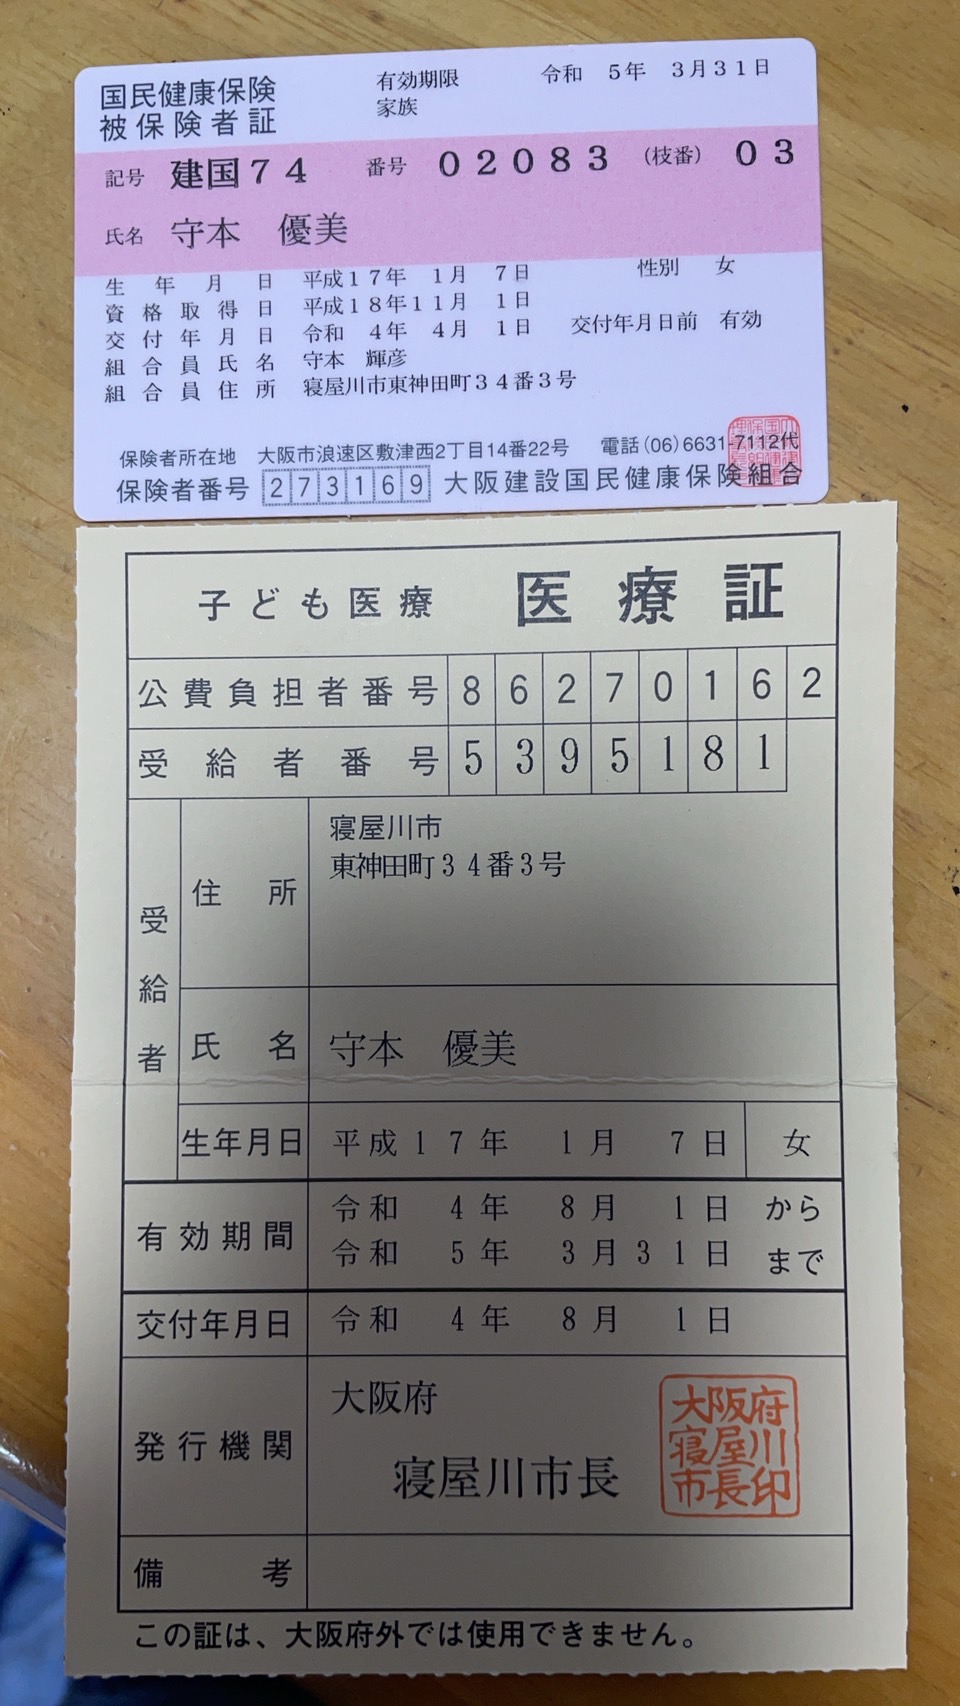 国民健康保険
被保険者証
有効期限 令和 5年 3月31日
家族
記号 建国74 番号 02083 (枝番) 03
氏名 守本 優美
生年月日 平成17年 1月 7日 性別 女
資格取得日 平成18年11月 1日
交付年月日 令和 4年 4月 1日 交付年月日前 有効
組合員氏名 守本 輝彦
組合員住所 寝屋川市東神田町34番3号
保険者所在地 大阪市浪速区敷津西2丁目14番22号 電話(06)6631-7112代
保険者番号 273169 大阪建設国民健康保険組合
子ども医療 医療証
公費負担者番号 86270162
受給者番号 5395181
受給者
住所 寝屋川市
東神田町34番3号
氏名 守本 優美
生年月日 平成17年 1月 7日 女
有効期間 令和 4年 8月 1日 から
令和 5年 3月31日 まで
交付年月日 令和 4年 8月 1日
発行機関 大阪府
寝屋川市長
大阪府
寝屋川
市長印
備考
この証は、大阪府外では使用できません。